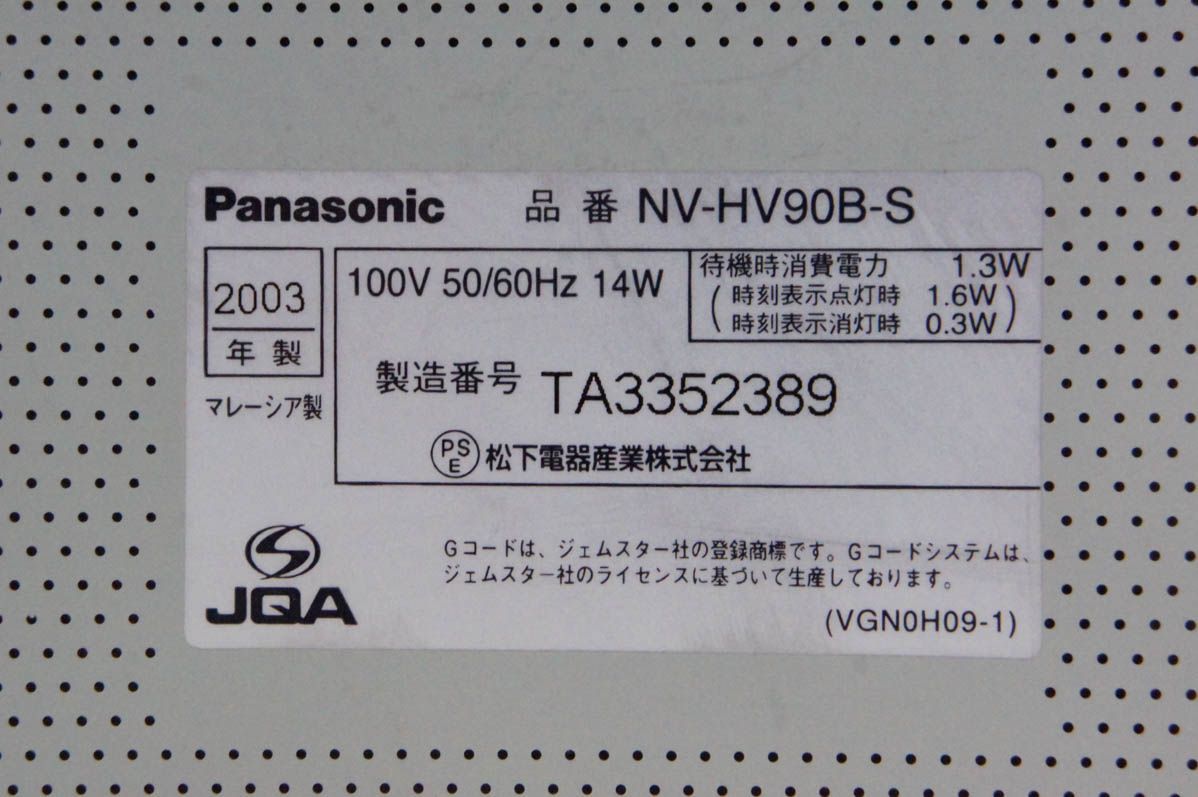 Panasonic 品番 NV-HV90B-S
2003
年製
マレーシア製
100V 50/60Hz 14W
待機時消費電力 1.3W
(時刻表示点灯時 1.6W
時刻表示消灯時 0.3W)
製造番号 TA3352389
PSE 松下電器産業株式会社
JQA
Gコードは、ジェムスター社の登録商標です。Gコードシステムは、
ジェムスター社のライセンスに基づいて生産しております。
(VGN0H09-1)